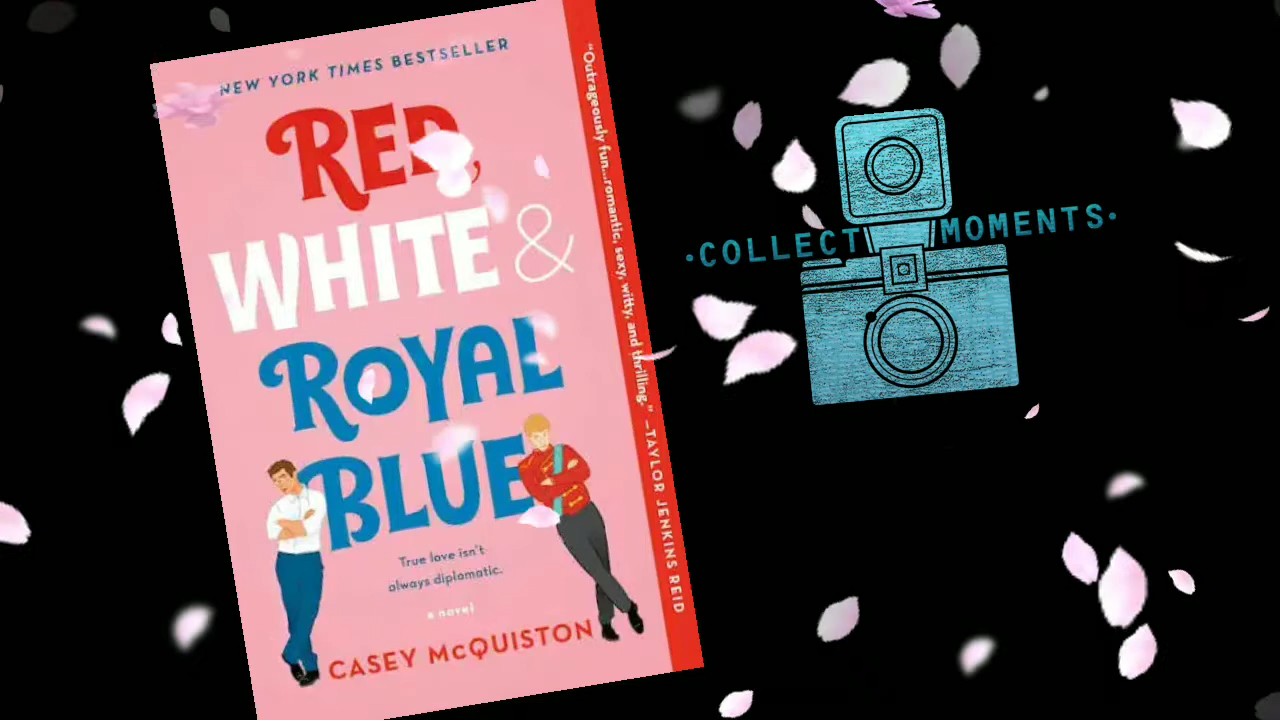 NEW YORK TIMES BESTSELLER
RED,
WHITE &
ROYAL
BLUE
True love isn't
always diplomatic.
a novel
CASEY McQUISTON
"Outrageously fun...romantic, sexy, witty, and thrilling." —TAYLOR JENKINS REID
•COLLECT MOMENTS•